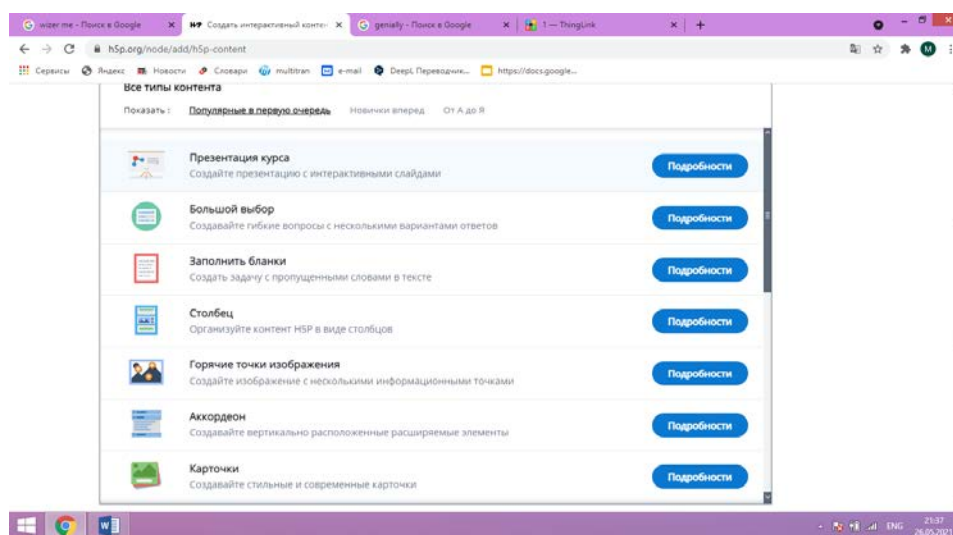 wizer me - Поиск в Google
Создать интерактивный контен
genially - Поиск в Google
1 — ThingLink
h5p.org/node/add/h5p-content
Сервисы Яндекс Новости Словари multitran e-mail DeepL Переводчик... https://docs.google...
Все типы контента
Показать : Популярные в первую очередь Новички вперед От А до Я
Презентация курса
Создайте презентацию с интерактивными слайдами
Подробности
Большой выбор
Создавайте гибкие вопросы с несколькими вариантами ответов
Подробности
Заполнить бланки
Создать задачу с пропущенными словами в тексте
Подробности
Столбец
Организуйте контент H5P в виде столбцов
Подробности
Горячие точки изображения
Создайте изображение с несколькими информационными точками
Подробности
Аккордеон
Создавайте вертикально расположенные расширяемые элементы
Подробности
Карточки
Создавайте стильные и современные карточки
Подробности
ENG
21:37
26.05.2021